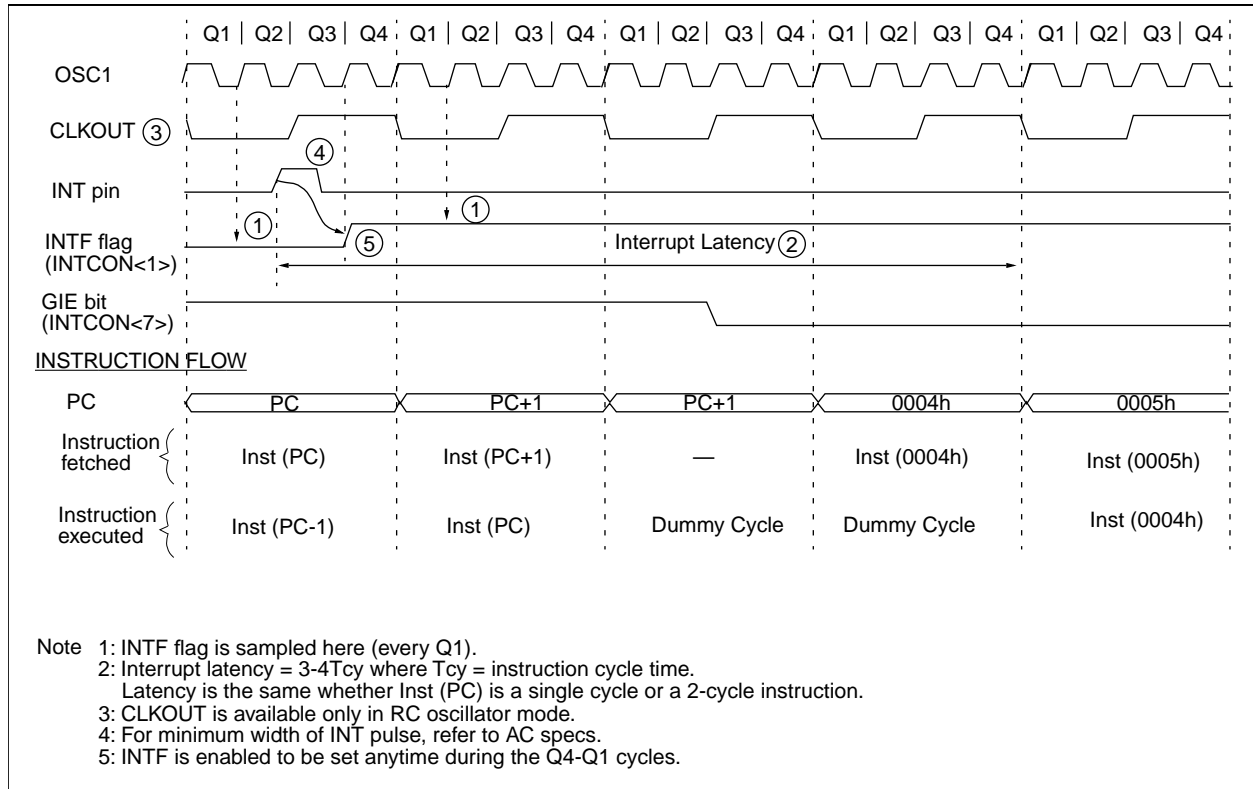 Q1 | Q2 | Q3 | Q4 Q1 | Q2 | Q3 | Q4 Q1 | Q2 | Q3 | Q4 Q1 | Q2 | Q3 | Q4 Q1 | Q2 | Q3 | Q4
OSC1
CLKOUT 3
4
INT pin
1 1
INTF flag
(INTCON<1>)
5
Interrupt Latency 2
GIE bit
(INTCON<7>)
INSTRUCTION FLOW
PC PC PC+1 PC+1 0004h 0005h
Instruction
fetched
Inst (PC) Inst (PC+1) — Inst (0004h) Inst (0005h)
Instruction
executed
Inst (PC-1) Inst (PC) Dummy Cycle Dummy Cycle Inst (0004h)
Note 1: INTF flag is sampled here (every Q1).
2: Interrupt latency = 3-4Tcy where Tcy = instruction cycle time.
Latency is the same whether Inst (PC) is a single cycle or a 2-cycle instruction.
3: CLKOUT is available only in RC oscillator mode.
4: For minimum width of INT pulse, refer to AC specs.
5: INTF is enabled to be set anytime during the Q4-Q1 cycles.